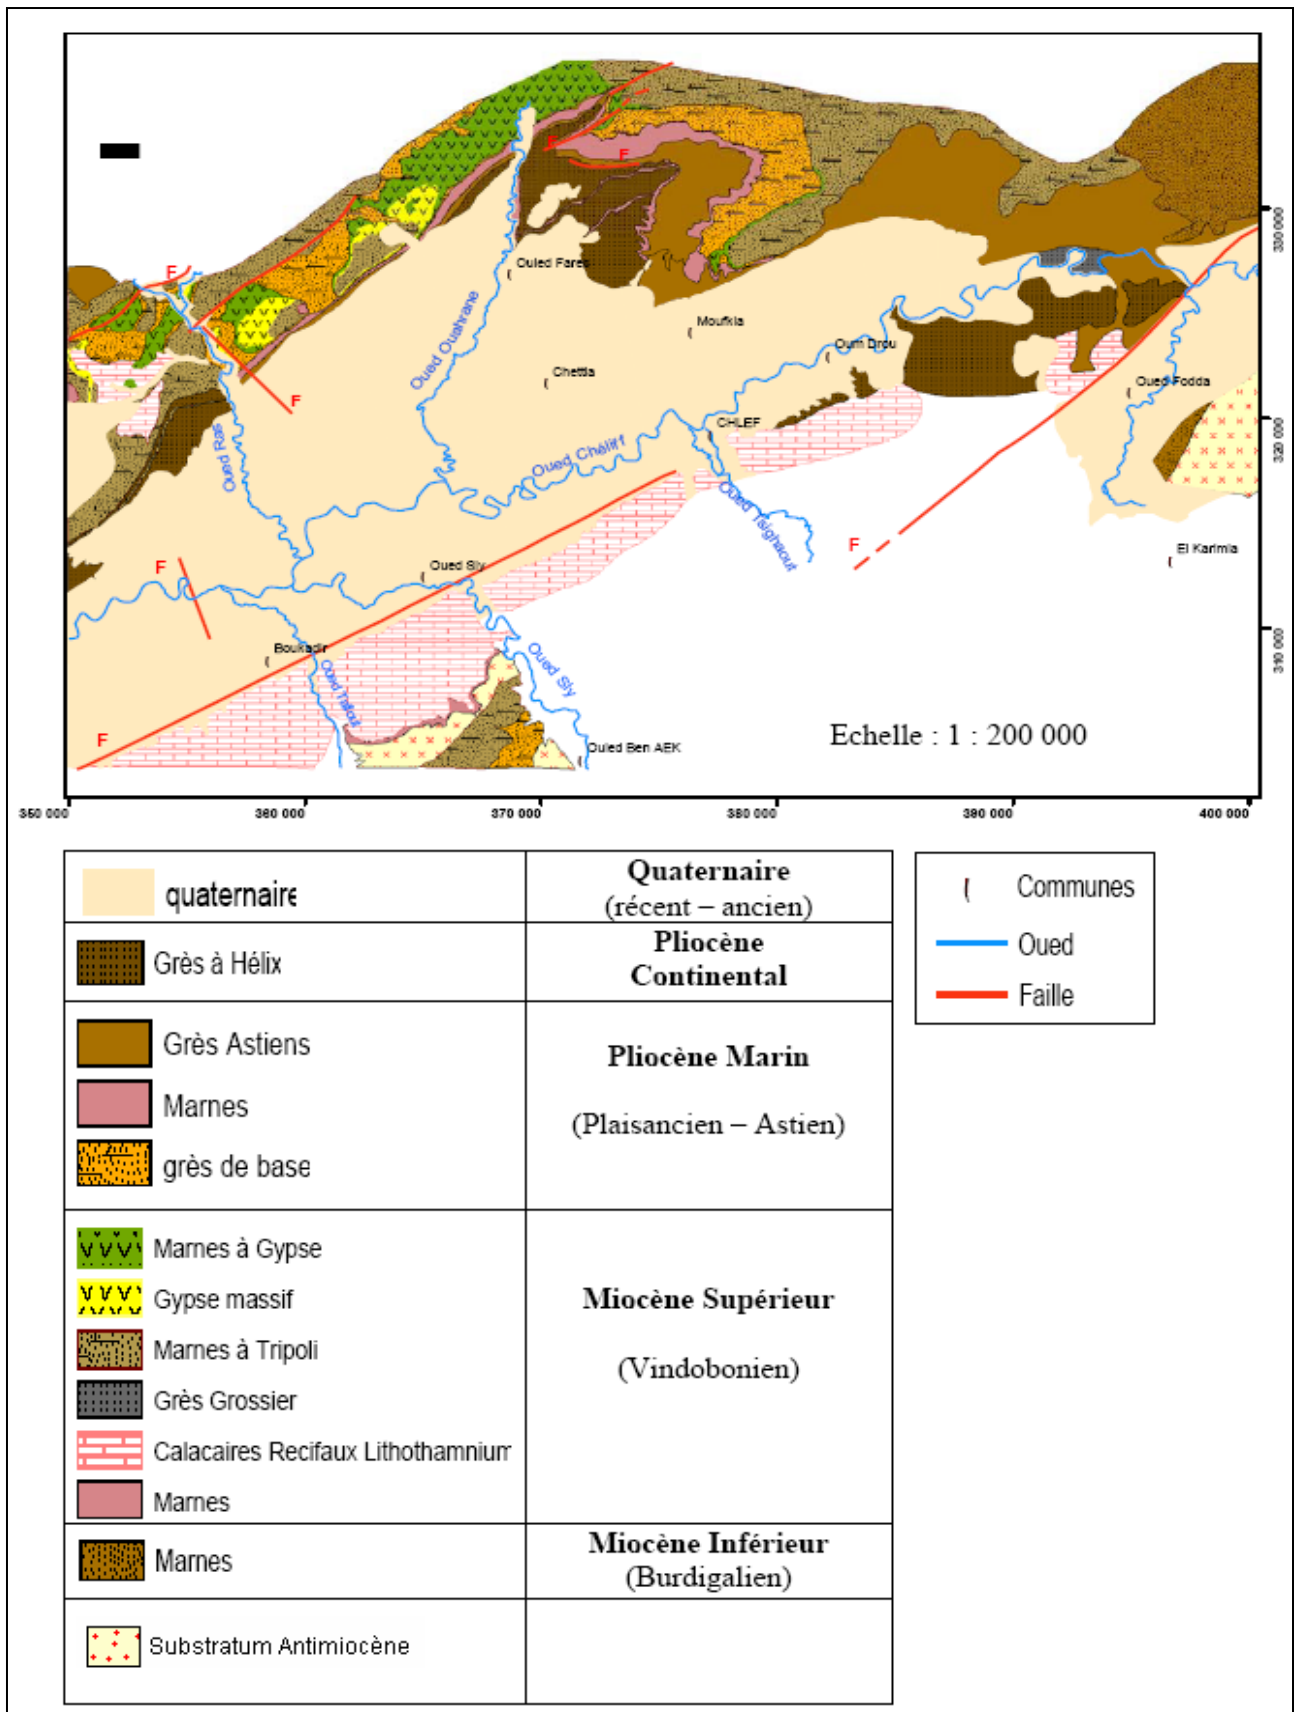 F
F
F
F
Ouled Fares
Oued Ouahrane
Moufkia
Oum Drou
Chettia
F
Oued Fodda
CHLEF
Oued Chéliff
Oued Ras
Oued Tsighaout
F
F
El Karimia
Oued Sly
Boukadir
Oued Sly
F
Ouled Ben AEK
Echelle : 1 : 200 000
330 000
320 000
310 000
350 000
360 000
370 000
380 000
390 000
400 000
quaternaire
Quaternaire
(récent – ancien)
Grès à Hélix
Pliocène
Continental
Grès Astiens
Marnes
grès de base
Pliocène Marin
(Plaisancien – Astien)
Marnes à Gypse
Gypse massif
Marnes à Tripoli
Grès Grossier
Calacaires Recifaux Lithothamnium
Marnes
Miocène Supérieur
(Vindobonien)
Marnes
Miocène Inférieur
(Burdigalien)
Substratum Antimiocène
Communes
Oued
Faille